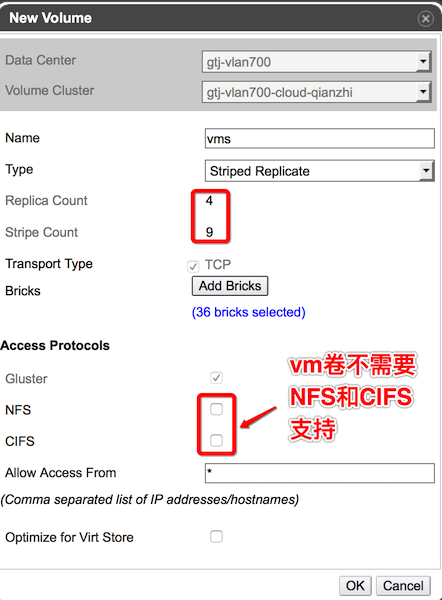 New Volume
Data Center
gtj-vlan700
Volume Cluster
gtj-vlan700-cloud-qianzhi
Name
vms
Type
Striped Replicate
Replica Count
4
Stripe Count
9
Transport Type
TCP
Bricks
Add Bricks
(36 bricks selected)
Access Protocols
Gluster
NFS
CIFS
vm卷不需要
NFS和CIFS
支持
Allow Access From
*
(Comma separated list of IP addresses/hostnames)
Optimize for Virt Store
OK
Cancel